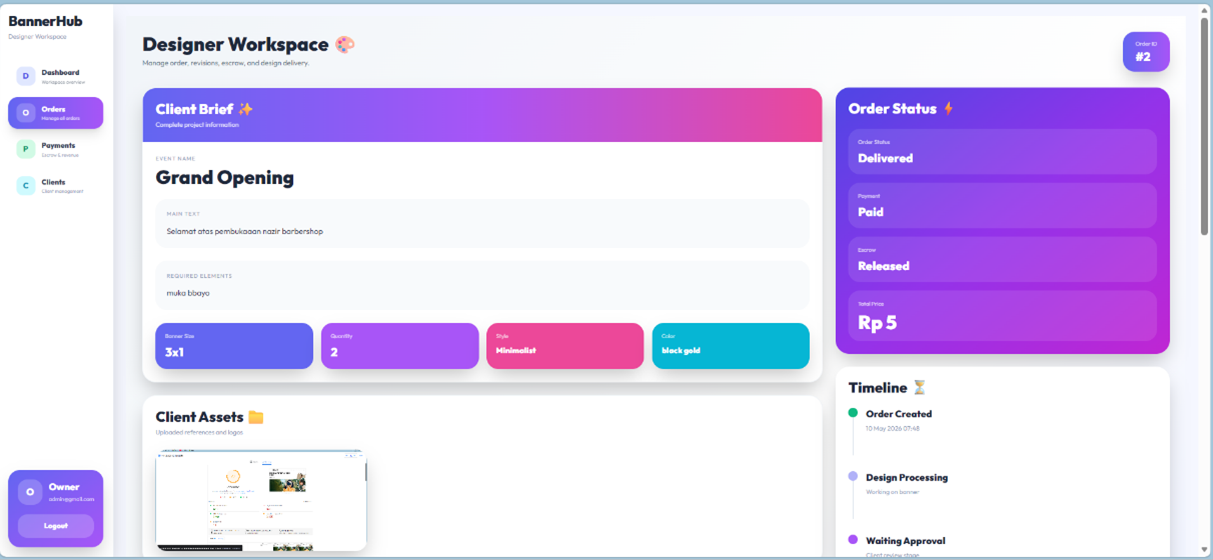 BannerHub
Designer Workspace
D
Dashboard
Workspace overview
O
Orders
Manage all orders
P
Payments
Escrow & revenue
C
Clients
Client management
O
Owner
admin@gmail.com
Logout
Designer Workspace
Manage order, revisions, escrow, and design delivery.
Order ID
#2
Client Brief
Complete project information
EVENT NAME
Grand Opening
MAIN TEXT
Selamat atas pembukaaan nazir barbershop
REQUIRED ELEMENTS
muka bbayo
Banner Size
3x1
Quantity
2
Style
Minimalist
Color
black gold
Client Assets
Uploaded references and logos
Order Status
Order Status
Delivered
Payment
Paid
Escrow
Released
Total Price
Rp 5
Timeline
Order Created
10 May 2026 07:48
Design Processing
Working on banner
Waiting Approval
Client review stage